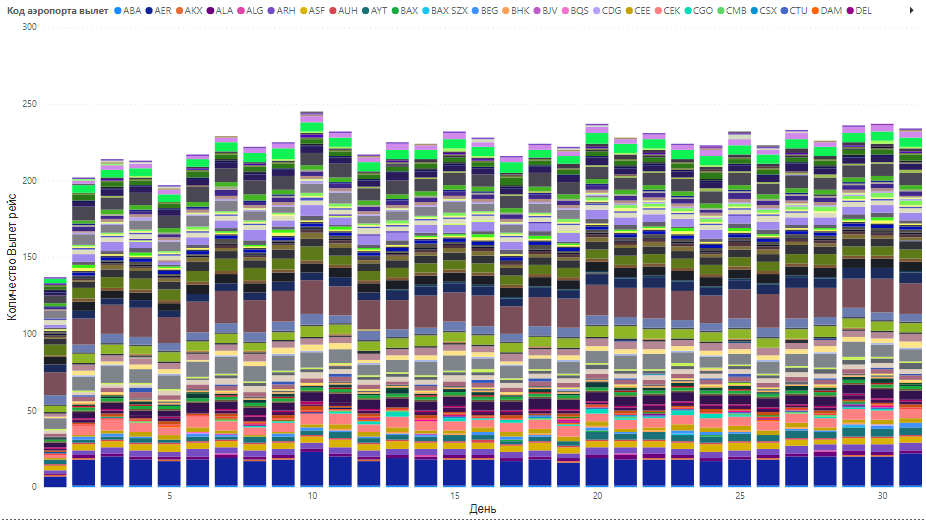 Код аэропорта вылет ABA AER AKX ALA ALG ARH ASF AUH AYT BAX BAX SZX BEG BHK BJV BQS CDG CEE CEK CGO CMB CSX CTU DAM DEL
300
250
200
150
100
50
0
Количество Вылет рейс
5 10 15 20 25 30
День